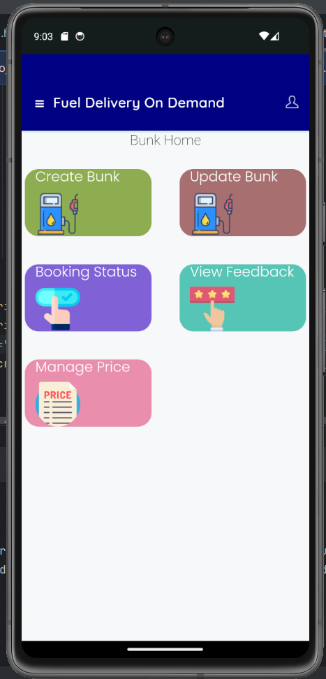 9:03
Fuel Delivery On Demand
Bunk Home
Create Bunk
Update Bunk
Booking Status
View Feedback
Manage Price
PRICE